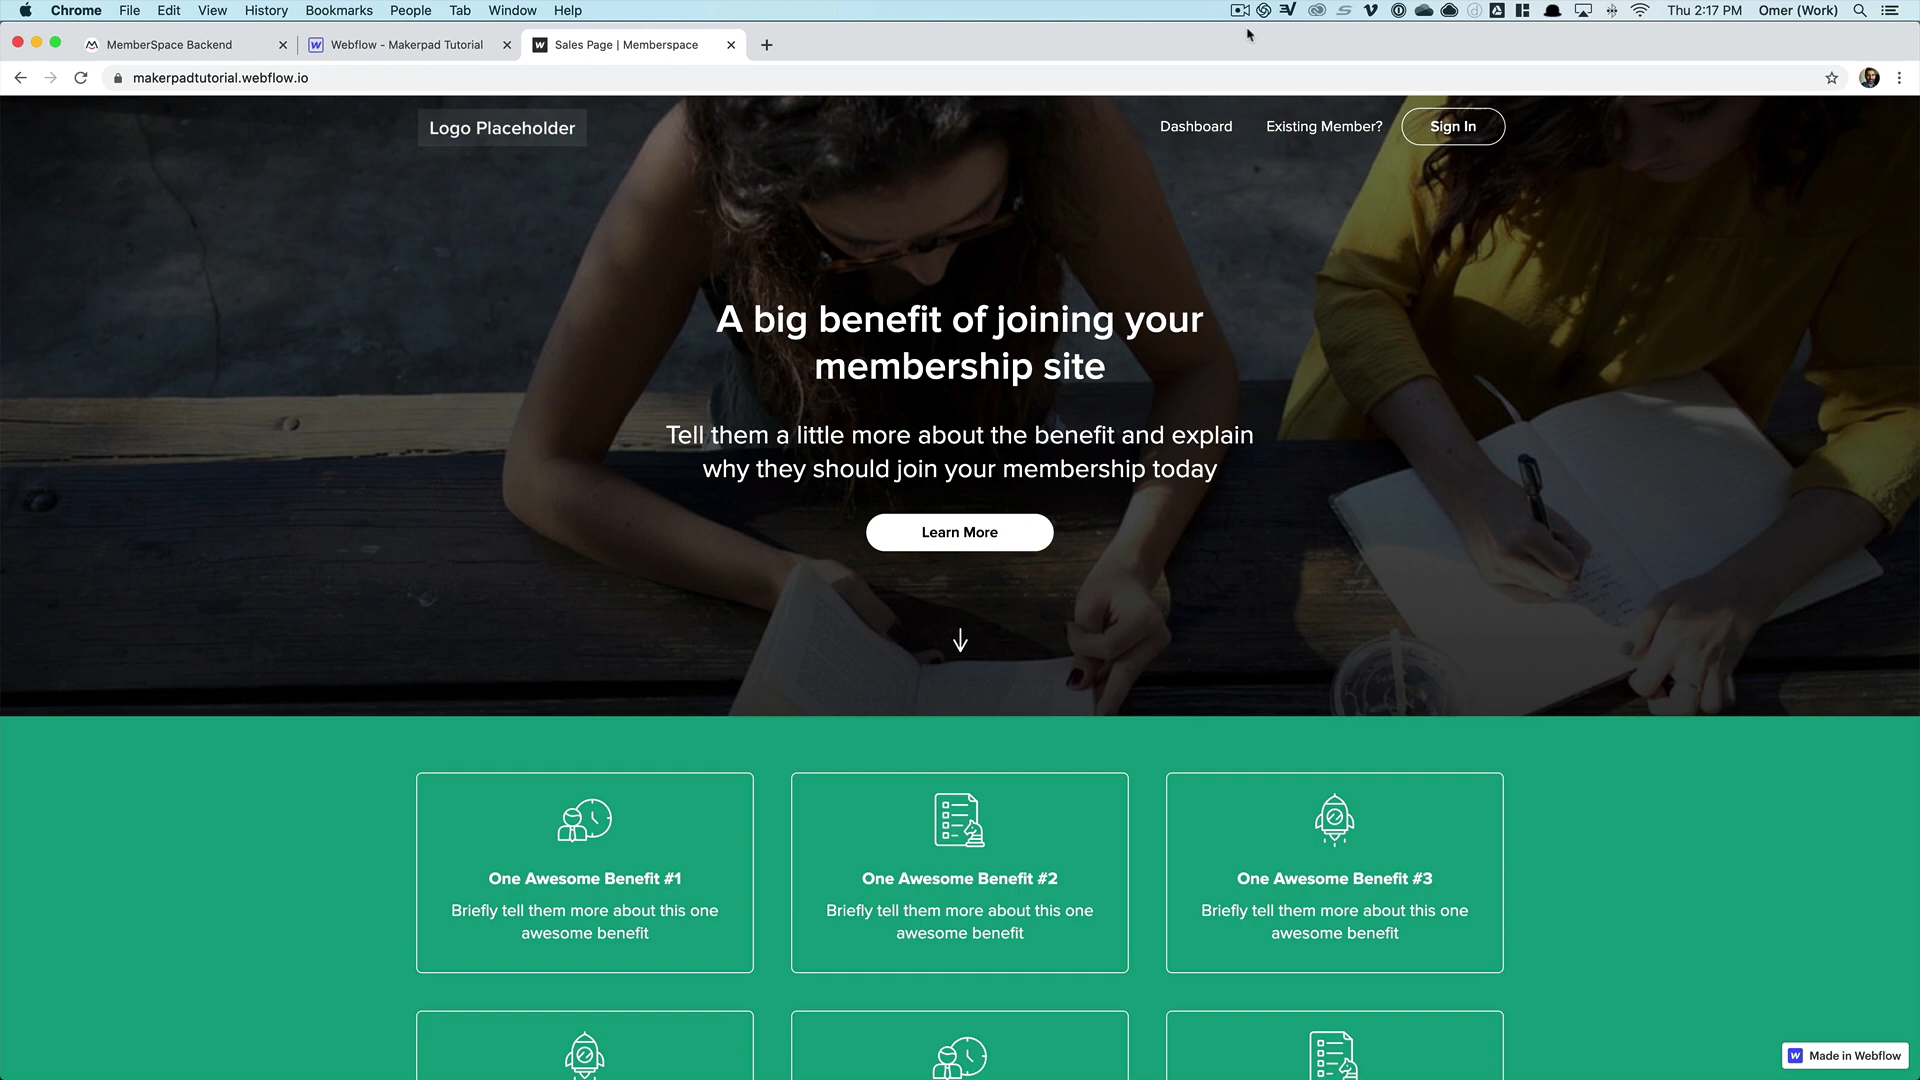 Chrome File Edit View History Bookmarks People Tab Window Help Thu 2:17 PM Omer (Work)
MemberSpace Backend Webflow - Makerpad Tutorial Sales Page | Memberspace
makerpadtutorial.webflow.io
Logo Placeholder Dashboard Existing Member? Sign In
A big benefit of joining your
membership site
Tell them a little more about the benefit and explain
why they should join your membership today
Learn More
One Awesome Benefit #1
Briefly tell them more about this one
awesome benefit
One Awesome Benefit #2
Briefly tell them more about this one
awesome benefit
One Awesome Benefit #3
Briefly tell them more about this one
awesome benefit
Made in Webflow